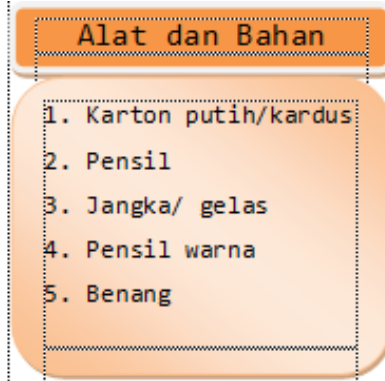 Alat dan Bahan
1. Karton putih/kardus
2. Pensil
3. Jangka/ gelas
4. Pensil warna
5. Benang